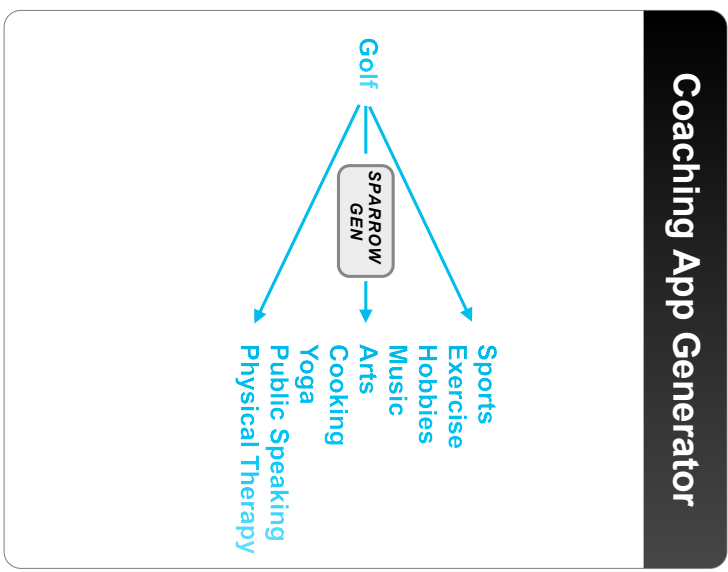 Coaching App Generator
Golf
SPARROW
GEN
Sports
Exercise
Hobbies
Music
Arts
Cooking
Yoga
Public Speaking
Physical Therapy